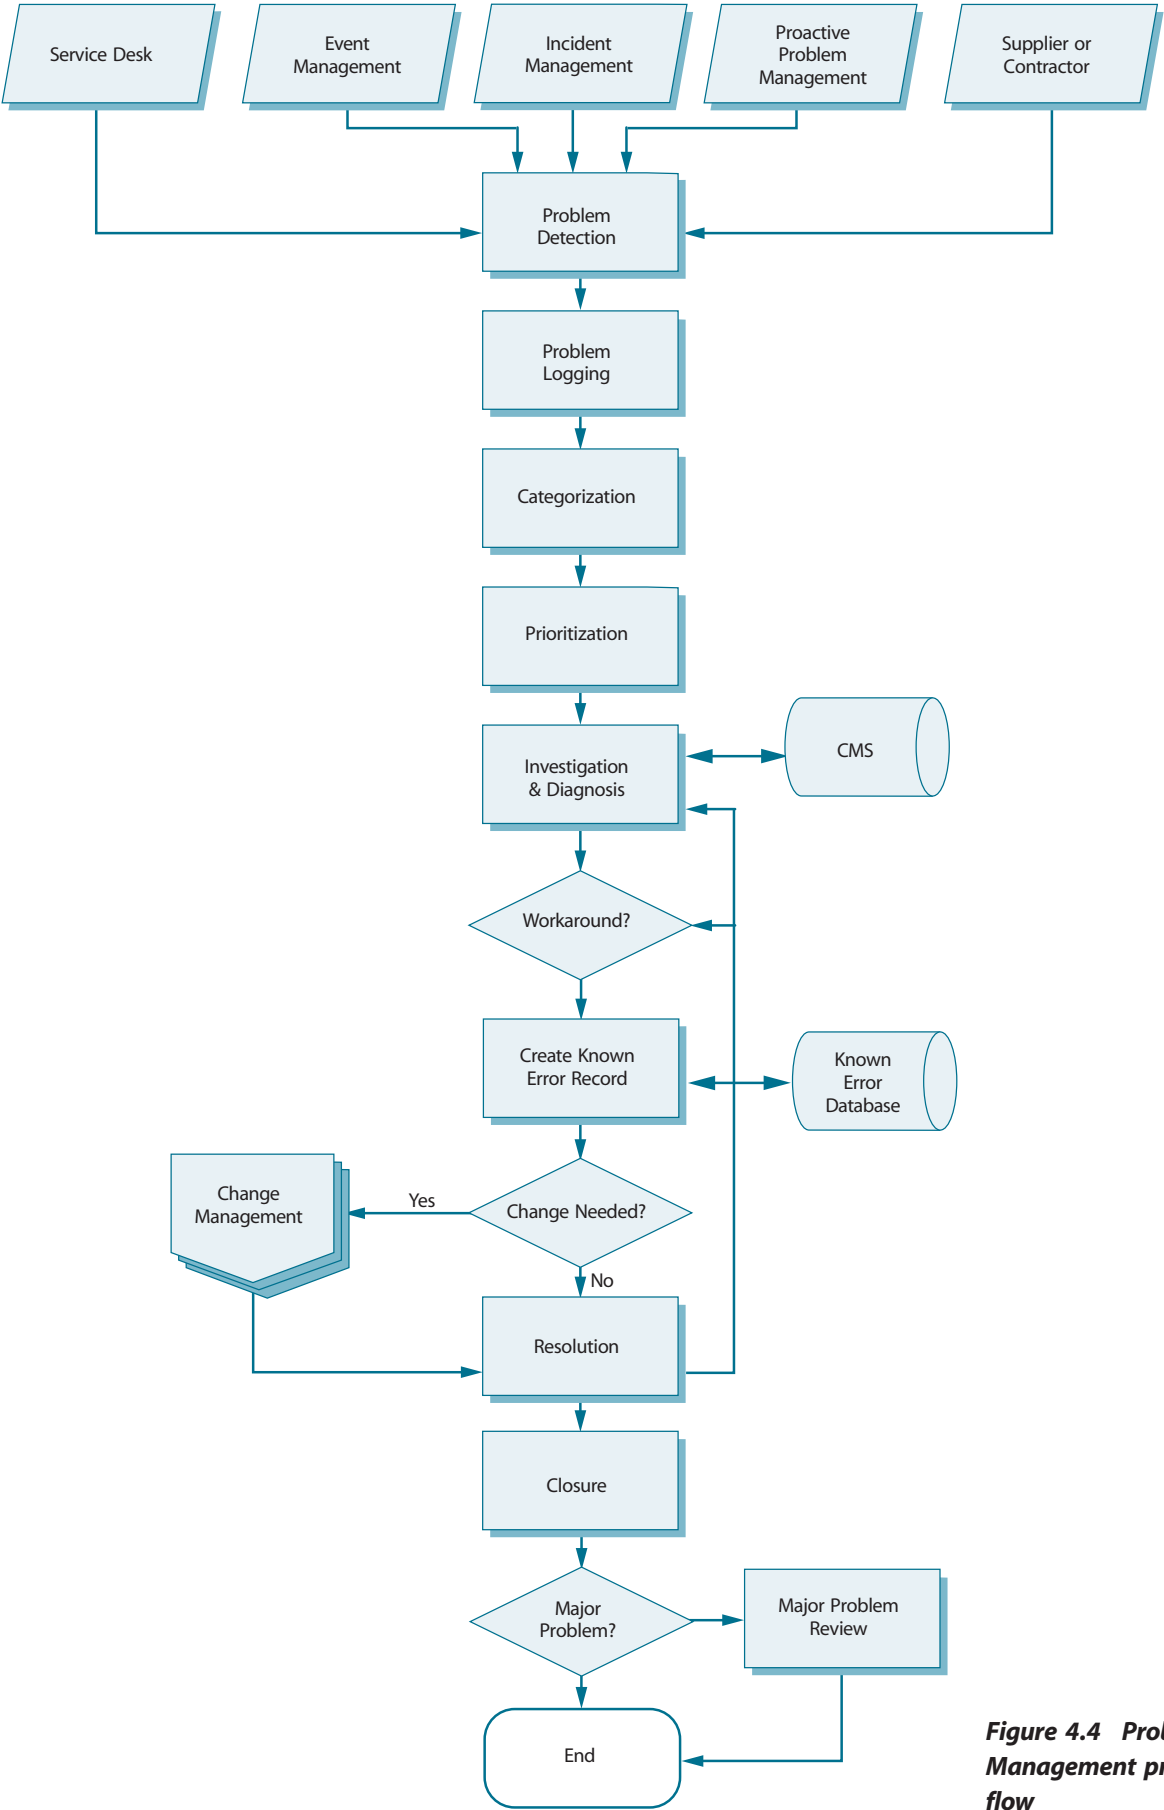 Service Desk
Event
Management
Incident
Management
Proactive
Problem
Management
Supplier or
Contractor
Problem
Detection
Problem
Logging
Categorization
Prioritization
Investigation
& Diagnosis
CMS
Workaround?
Create Known
Error Record
Known
Error
Database
Change
Management
Yes
Change Needed?
No
Resolution
Closure
Major
Problem?
Major Problem
Review
End
Figure 4.4
Management
flow